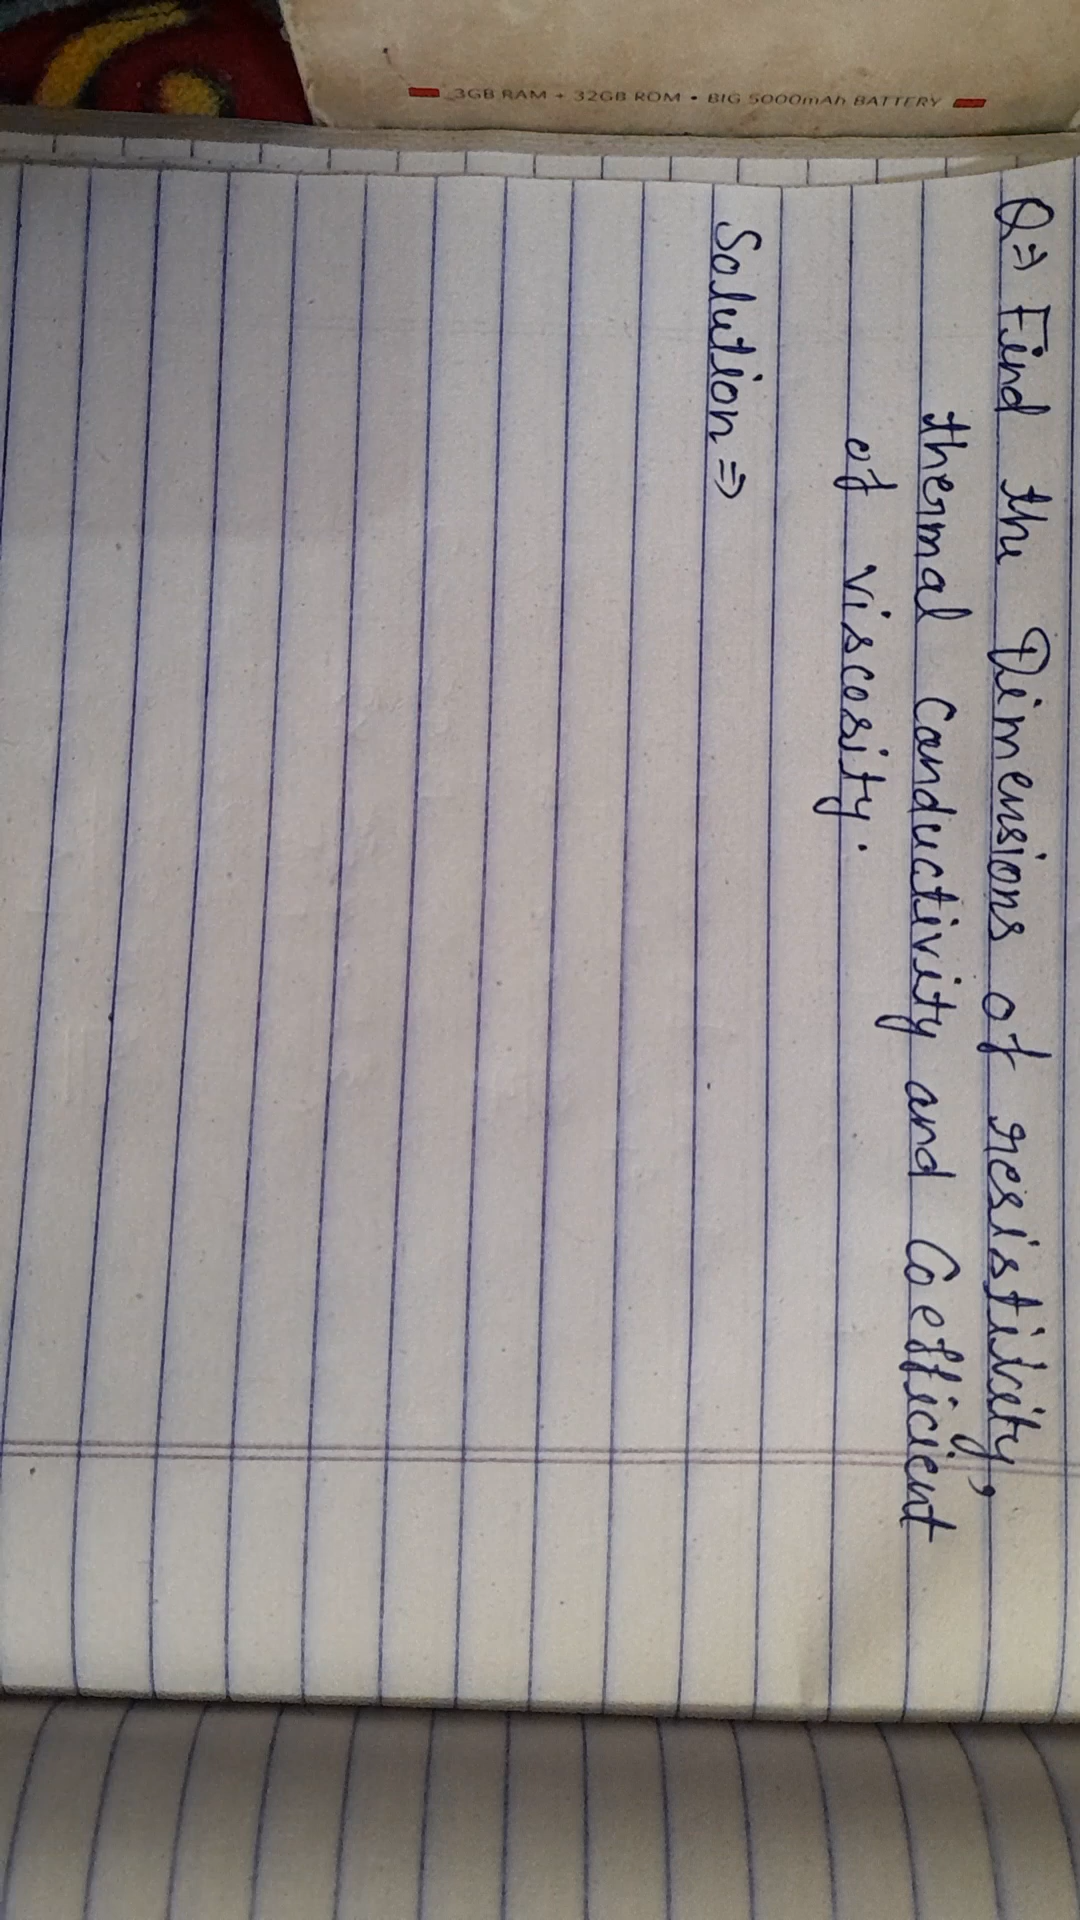 3GB RAM + 32GB ROM • BIG 5000mAh BATTERY
Q⇒ Find the Dimensions of resistivity,
thermal Conductivity and Coefficient
of viscosity.
Solution ⇒